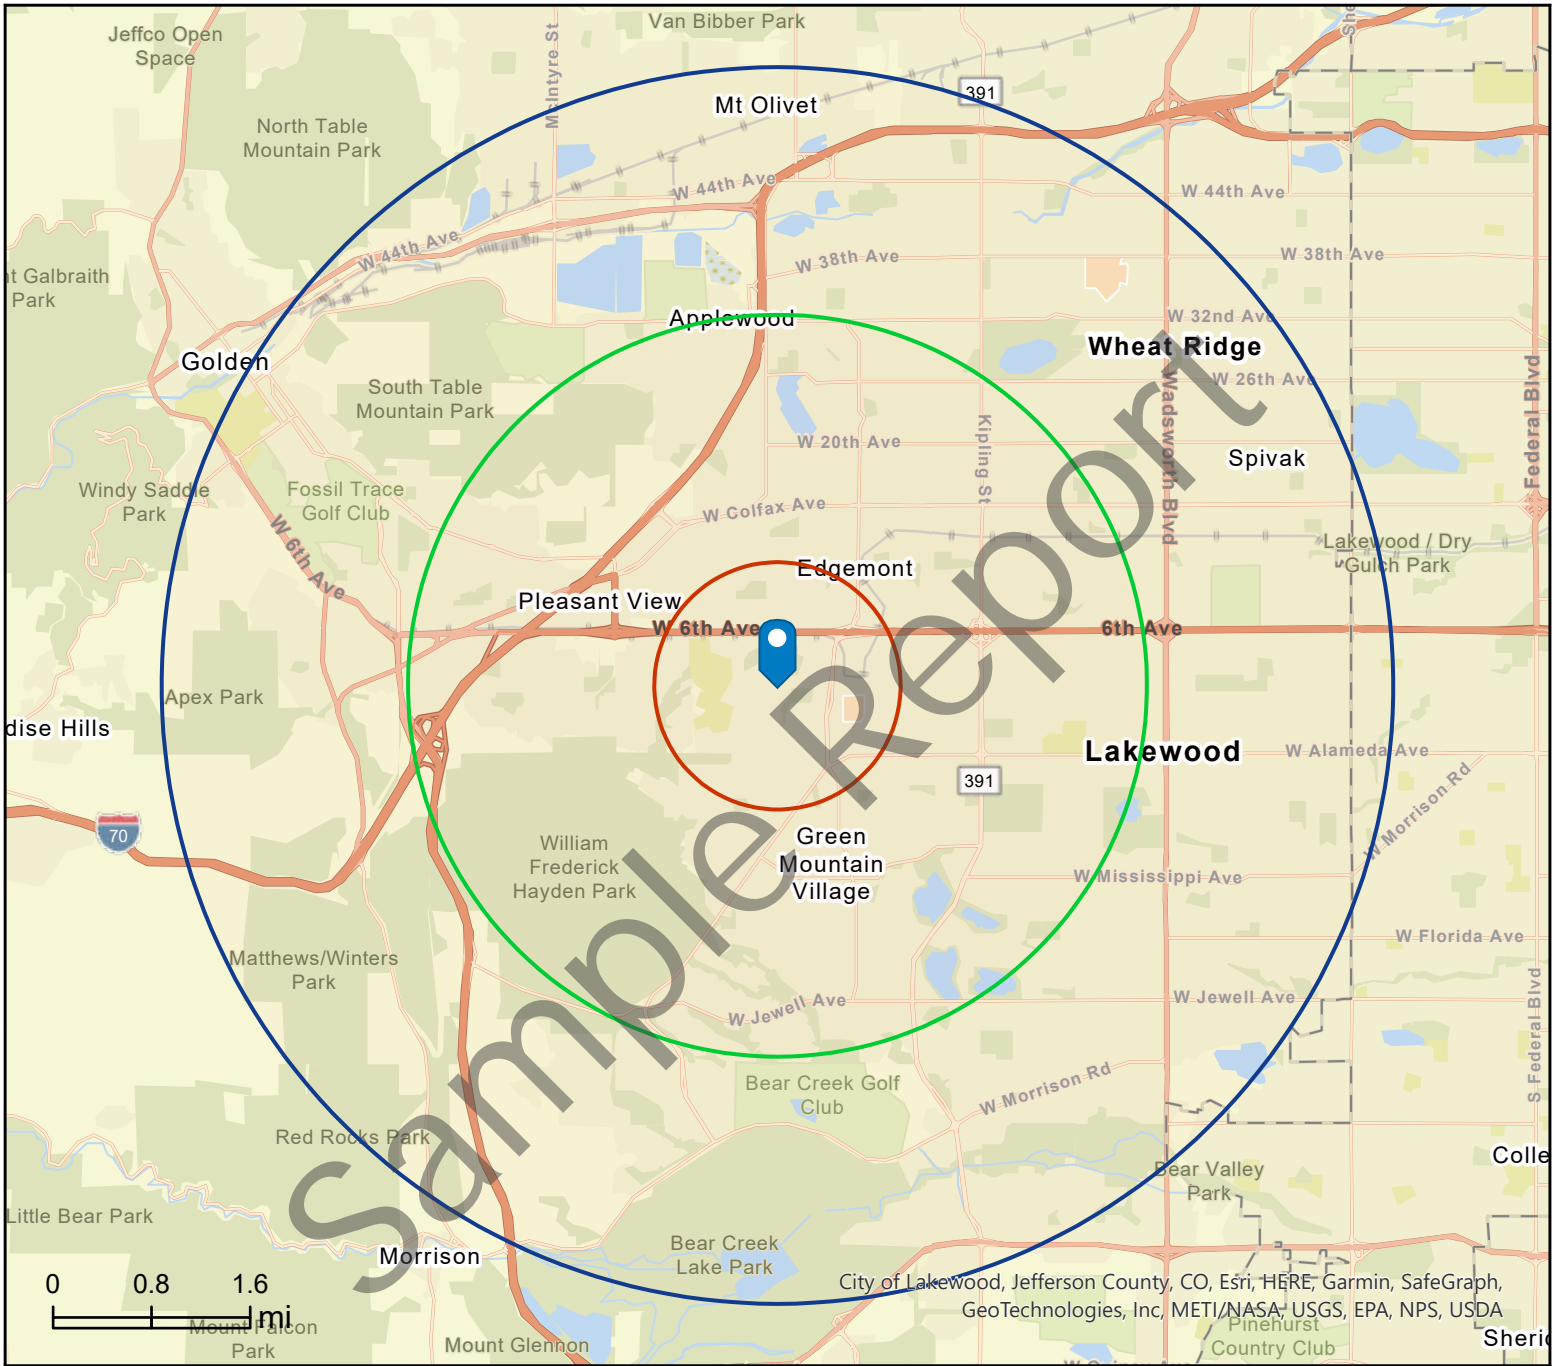 Jeffco Open
Space
Van Bibber Park
McIntyre St
She
391
Mt Olivet
North Table
Mountain Park
W 44th Ave
W 44th Ave
W 44th Ave
W 38th Ave
W 38th Ave
nt Galbraith
Park
Applewood
W 32nd Ave
Wheat Ridge
Golden
South Table
Mountain Park
W 26th Ave
Wadsworth Blvd
Federal Blvd
Kipling St
W 20th Ave
Spivak
Windy Saddle
Park
Fossil Trace
Golf Club
W Colfax Ave
W 6th Ave
Lakewood / Dry
Gulch Park
Edgemont
Pleasant View
W 6th Ave
6th Ave
Apex Park
dise Hills
Lakewood
W Alameda Ave
391
W Morrison Rd
70
William
Frederick
Hayden Park
Green
Mountain
Village
W Mississippi Ave
W Florida Ave
Matthews/Winters
Park
W Jewell Ave
W Jewell Ave
S Federal Blvd
Bear Creek Golf
Club
W Morrison Rd
Red Rocks Park
Bear Valley
Park
Colle
Little Bear Park
Morrison
Bear Creek
Lake Park
Sample Report
0 0.8 1.6
mi
City of Lakewood, Jefferson County, CO, Esri, HERE, Garmin, SafeGraph,
GeoTechnologies, Inc, METI/NASA, USGS, EPA, NPS, USDA
Mount Falcon
Park
Mount Glennon
Pinehurst
Country Club
Sheric